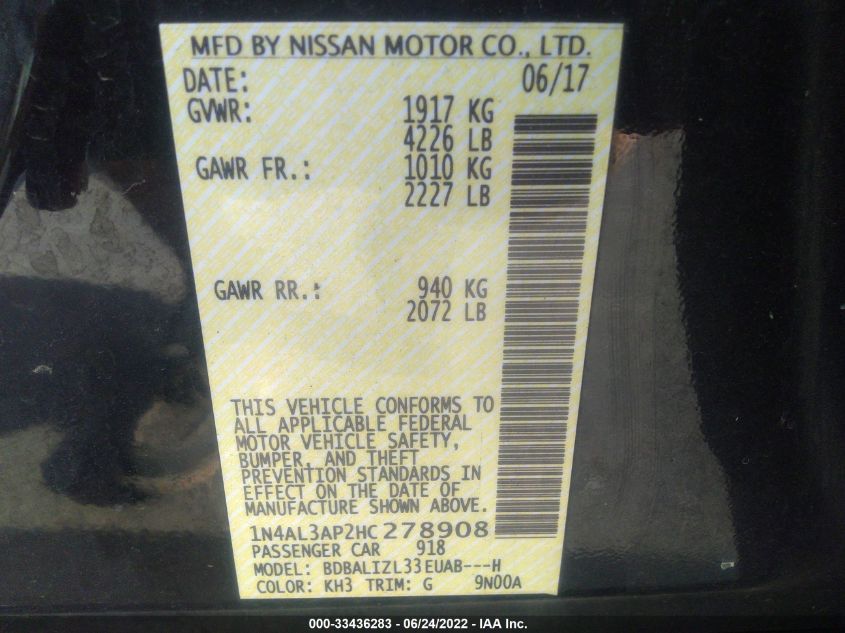 MFD BY NISSAN MOTOR CO., LTD.
DATE: 06/17
GVWR: 1917 KG
4226 LB
GAWR FR.: 1010 KG
2227 LB
GAWR RR.: 940 KG
2072 LB
THIS VEHICLE CONFORMS TO
ALL APPLICABLE FEDERAL
MOTOR VEHICLE SAFETY,
BUMPER, AND THEFT
PREVENTION STANDARDS IN
EFFECT ON THE DATE OF
MANUFACTURE SHOWN ABOVE.
1N4AL3AP2HC278908
PASSENGER CAR 918
MODEL: BDBALIZL33EUAB---H
COLOR: KH3 TRIM: G 9N00A
000-33436283 - 06/24/2022 - IAA Inc.